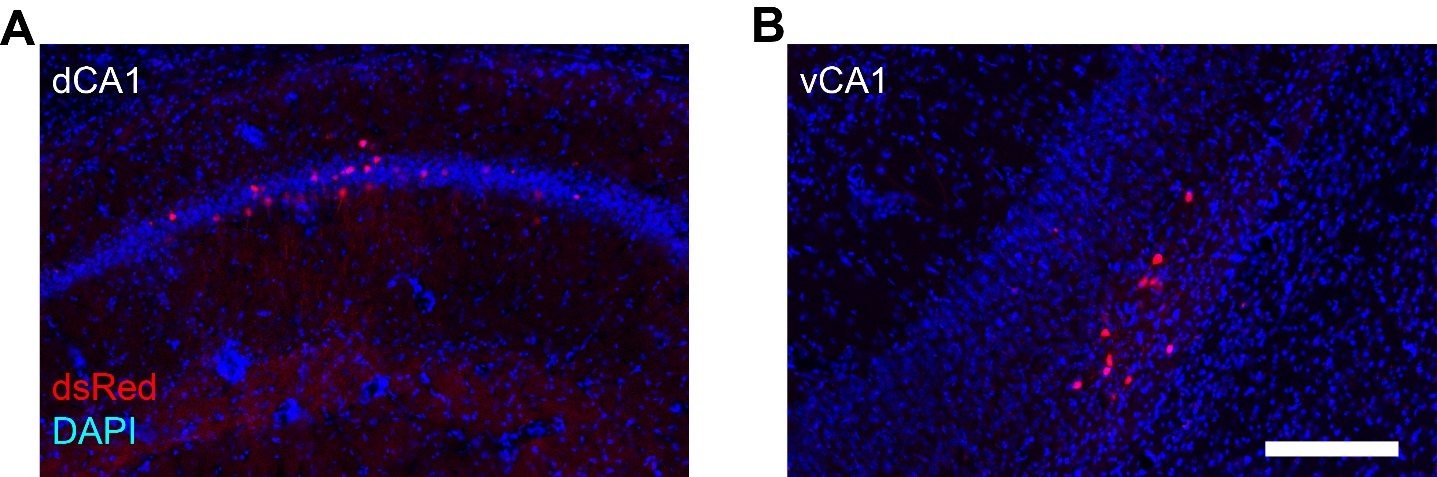 A
B
dCA1
vCA1
dsRed
DAPI